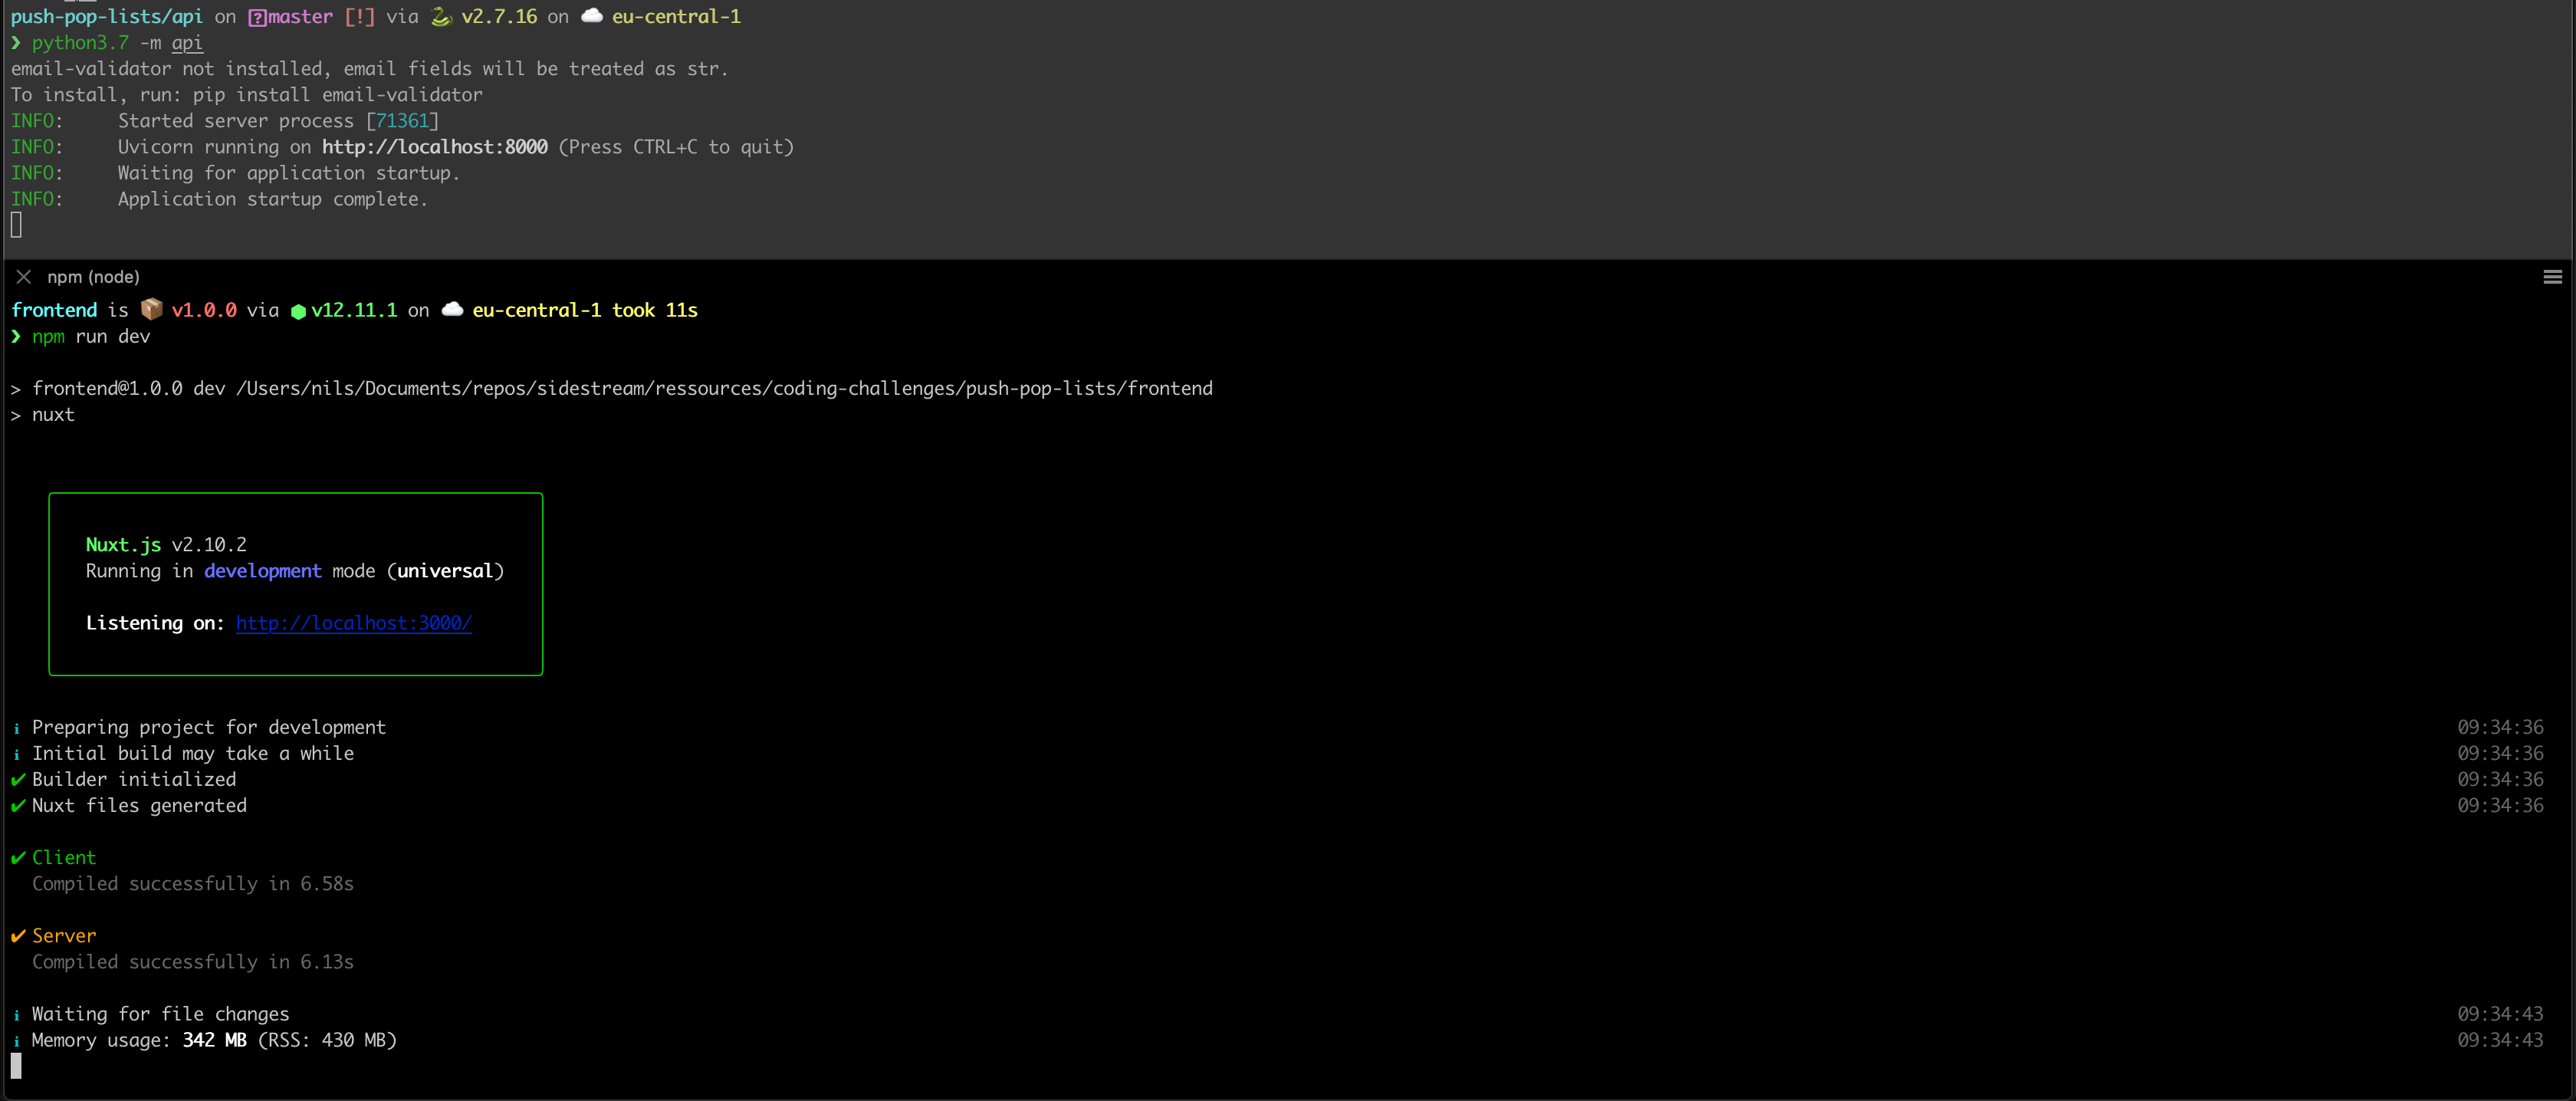 push-pop-lists/api on master [!] via 🐍 v2.7.16 on ☁️ eu-central-1
❯ python3.7 -m api
email-validator not installed, email fields will be treated as str.
To install, run: pip install email-validator
INFO: Started server process [71361]
INFO: Uvicorn running on http://localhost:8000 (Press CTRL+C to quit)
INFO: Waiting for application startup.
INFO: Application startup complete.
npm (node)
frontend is 📦 v1.0.0 via ⬢ v12.11.1 on ☁️ eu-central-1 took 11s
❯ npm run dev
> frontend@1.0.0 dev /Users/nils/Documents/repos/sidestream/ressources/coding-challenges/push-pop-lists/frontend
> nuxt
Nuxt.js v2.10.2
Running in development mode (universal)
Listening on: http://localhost:3000/
ℹ Preparing project for development 09:34:36
ℹ Initial build may take a while 09:34:36
✔ Builder initialized 09:34:36
✔ Nuxt files generated 09:34:36
✔ Client
Compiled successfully in 6.58s
✔ Server
Compiled successfully in 6.13s
ℹ Waiting for file changes 09:34:43
ℹ Memory usage: 342 MB (RSS: 430 MB) 09:34:43